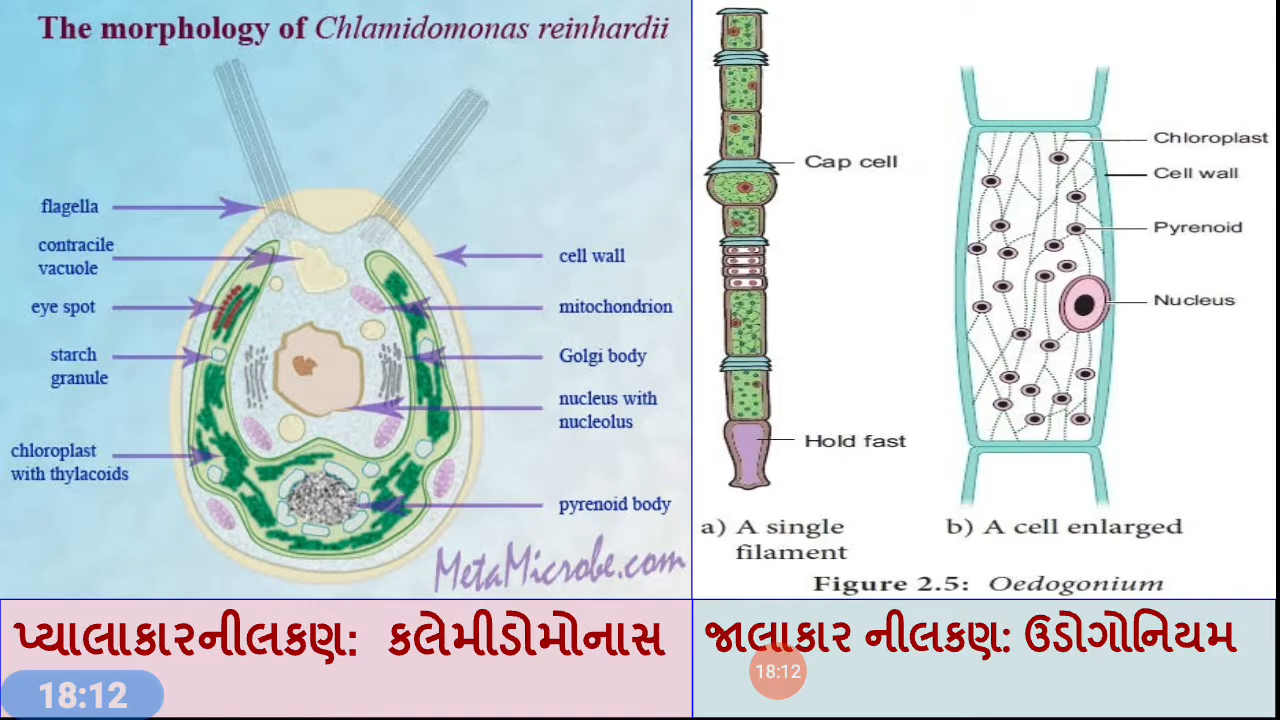 The morphology of Chlamidomonas reinhardii
flagella
contracile
vacuole
eye spot
starch
granule
chloroplast
with thylacoids
cell wall
mitochondrion
Golgi body
nucleus with
nucleolus
pyrenoid body
MetaMicrobe.com
Cap cell
Hold fast
a) A single
filament
Chloroplast
Cell wall
Pyrenoid
Nucleus
b) A cell enlarged
Figure 2.5: Oedogonium
પ્યાલાકારનીલકણ: કલેમીડોમોનાસ
જાલાકાર નીલકણ: ઉડોગોનિયમ
18:12
18:12